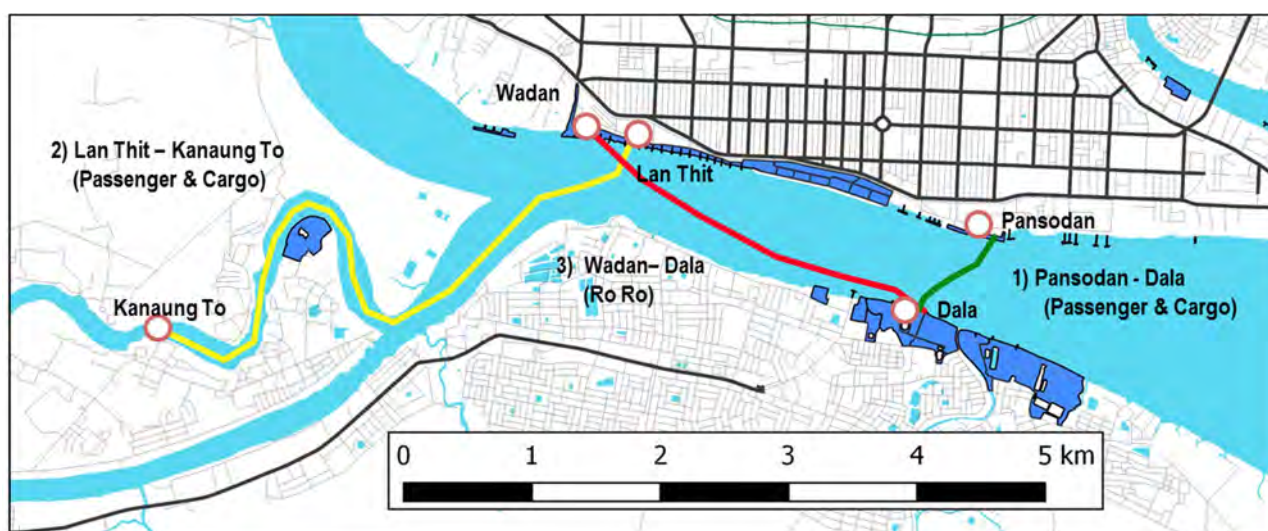 Wadan
2) Lan Thit – Kanaung To
(Passenger & Cargo)
Lan Thit
Pansodan
3) Wadan– Dala
(Ro Ro)
1) Pansodan - Dala
(Passenger & Cargo)
Kanaung To
Dala
0 1 2 3 4 5 km